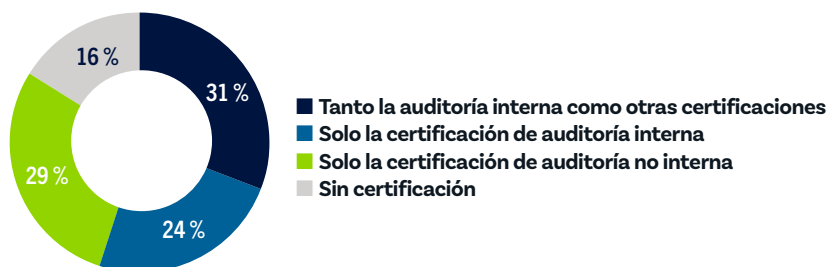 16 %
31 %
29 %
24 %
Tanto la auditoría interna como otras certificaciones
Solo la certificación de auditoría interna
Solo la certificación de auditoría no interna
Sin certificación